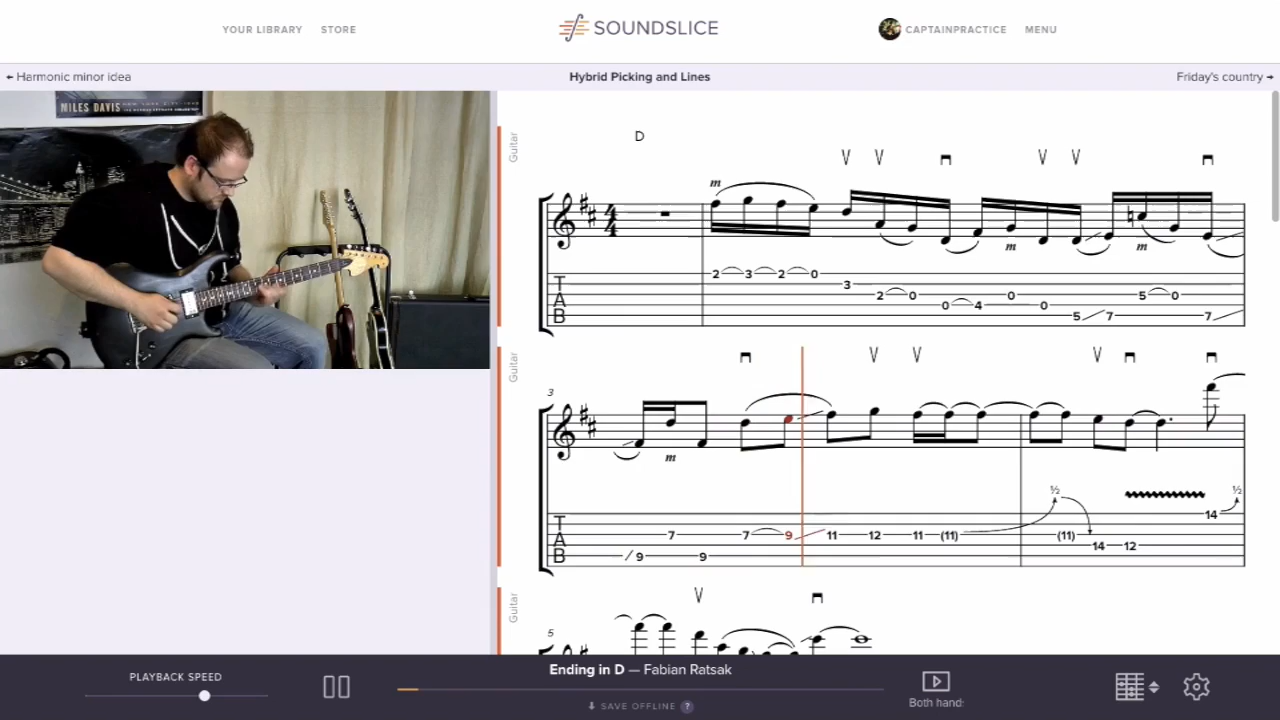 YOUR LIBRARY STORE SOUNDSLICE CAPTAINPRACTICE MENU
← Harmonic minor idea Hybrid Picking and Lines Friday's country →
MILES DAVIS
Guitar
D
m
4
4
m m
T
A
B
2 3 2 0 3 2 0 0 4 0 0 5 7 5 0 7
Guitar
3
m
½ ½
T
A
B
9 7 9 7 9 11 12 11 (11) (11) 14 12 14
Guitar
5
PLAYBACK SPEED
Ending in D — Fabian Ratsak
SAVE OFFLINE ?
Both hand: